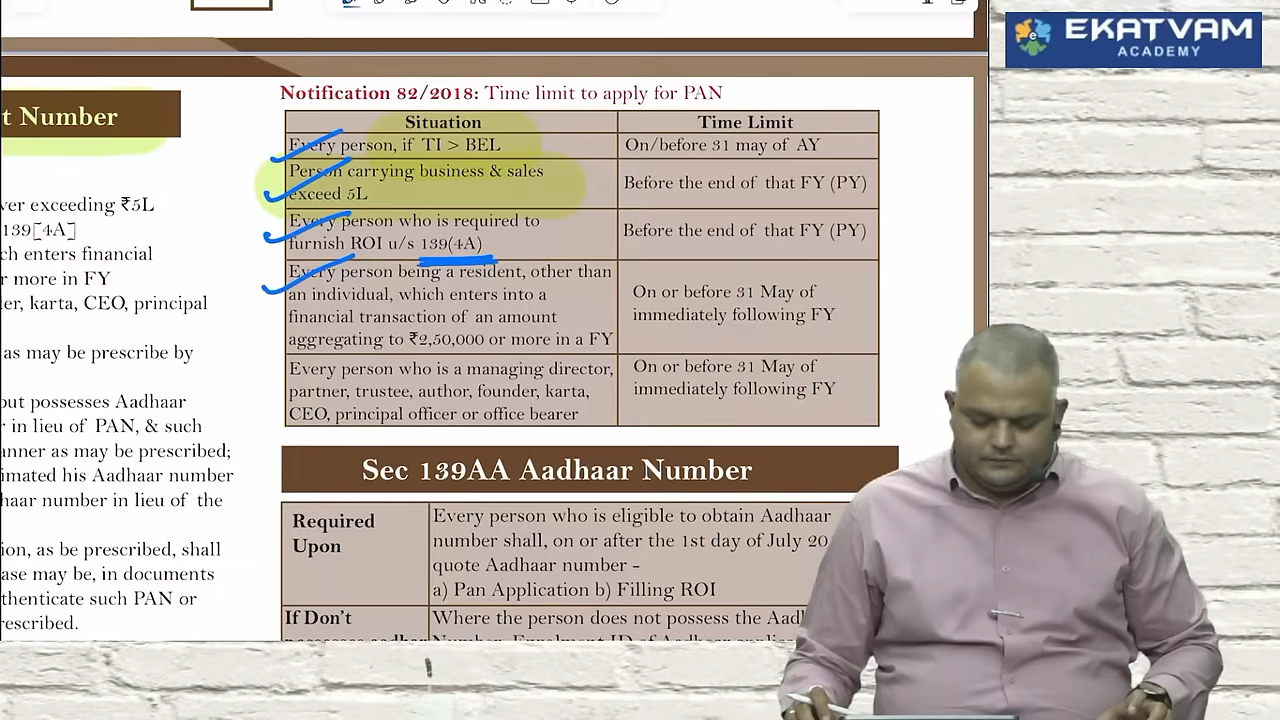 EKATVAM
ACADEMY
t Number
ver exceeding ₹5L
139[4A]
ch enters financial
r more in FY
er, karta, CEO, principal
as may be prescribe by
out possesses Aadhaar
r in lieu of PAN, & such
anner as may be prescribed;
imated his Aadhaar number
haar number in lieu of the
ion, as be prescribed, shall
ase may be, in documents
thenticate such PAN or
rescribed.
Notification 82/2018: Time limit to apply for PAN
Situation Time Limit
Every person, if TI > BEL On/before 31 may of AY
Person carrying business & sales
exceed 5L
Before the end of that FY (PY)
Every person who is required to
furnish ROI u/s 139(4A)
Before the end of that FY (PY)
Every person being a resident, other than
an individual, which enters into a
financial transaction of an amount
aggregating to ₹2,50,000 or more in a FY
On or before 31 May of
immediately following FY
Every person who is a managing director,
partner, trustee, author, founder, karta,
CEO, principal officer or office bearer
On or before 31 May of
immediately following FY
Sec 139AA Aadhaar Number
Required
Upon
Every person who is eligible to obtain Aadhaar
number shall, on or after the 1st day of July 20
quote Aadhaar number -
a) Pan Application b) Filling ROI
If Don't
Where the person does not possess the Aadh